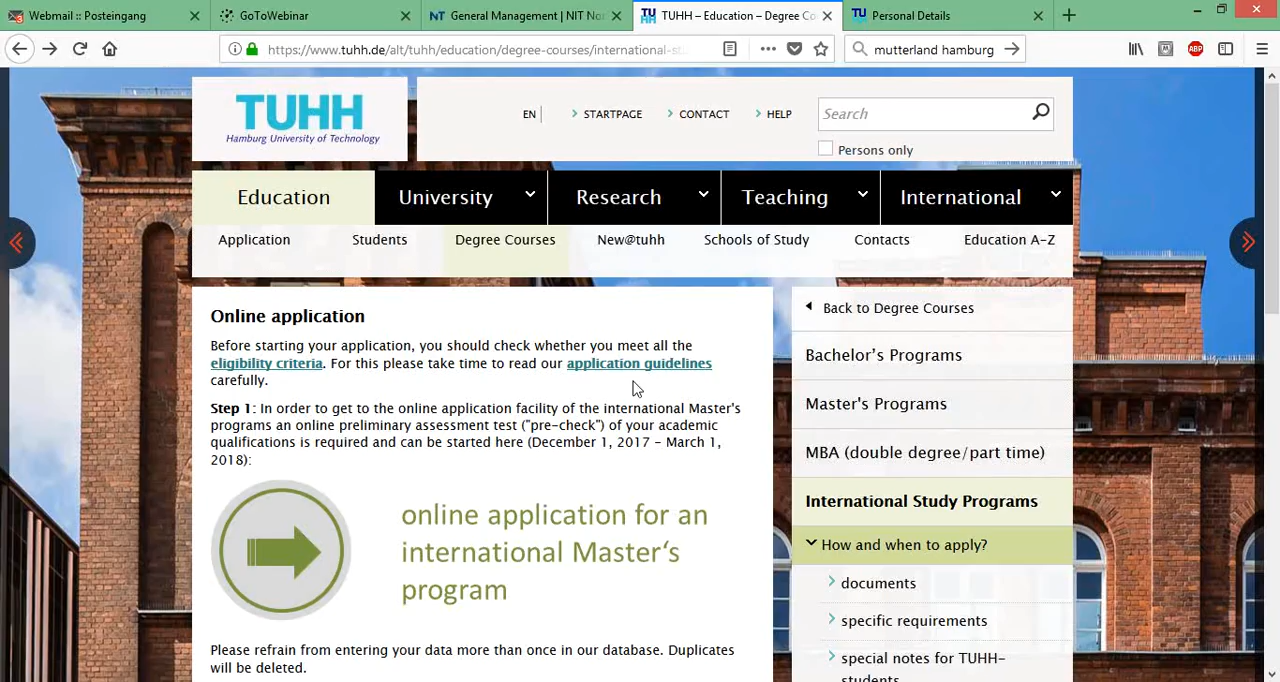 Webmail :: Posteingang
GoToWebinar
NT General Management | NIT No
TUHH – Education – Degree Co
TU HH Personal Details
https://www.tuhh.de/alt/tuhh/education/degree-courses/international-st
mutterland hamburg
ABP
TUHH
Hamburg University of Technology
EN
STARTPAGE
CONTACT
HELP
Search
Persons only
Education
University
Research
Teaching
International
Application
Students
Degree Courses
New@tuhh
Schools of Study
Contacts
Education A-Z
Online application
Before starting your application, you should check whether you meet all the
eligibility criteria. For this please take time to read our application guidelines
carefully.
Step 1: In order to get to the online application facility of the international Master's
programs an online preliminary assessment test ("pre-check") of your academic
qualifications is required and can be started here (December 1, 2017 - March 1,
2018):
online application for an
international Master‘s
program
Please refrain from entering your data more than once in our database. Duplicates
will be deleted.
Back to Degree Courses
Bachelor’s Programs
Master's Programs
MBA (double degree/part time)
International Study Programs
How and when to apply?
documents
specific requirements
special notes for TUHH-
students